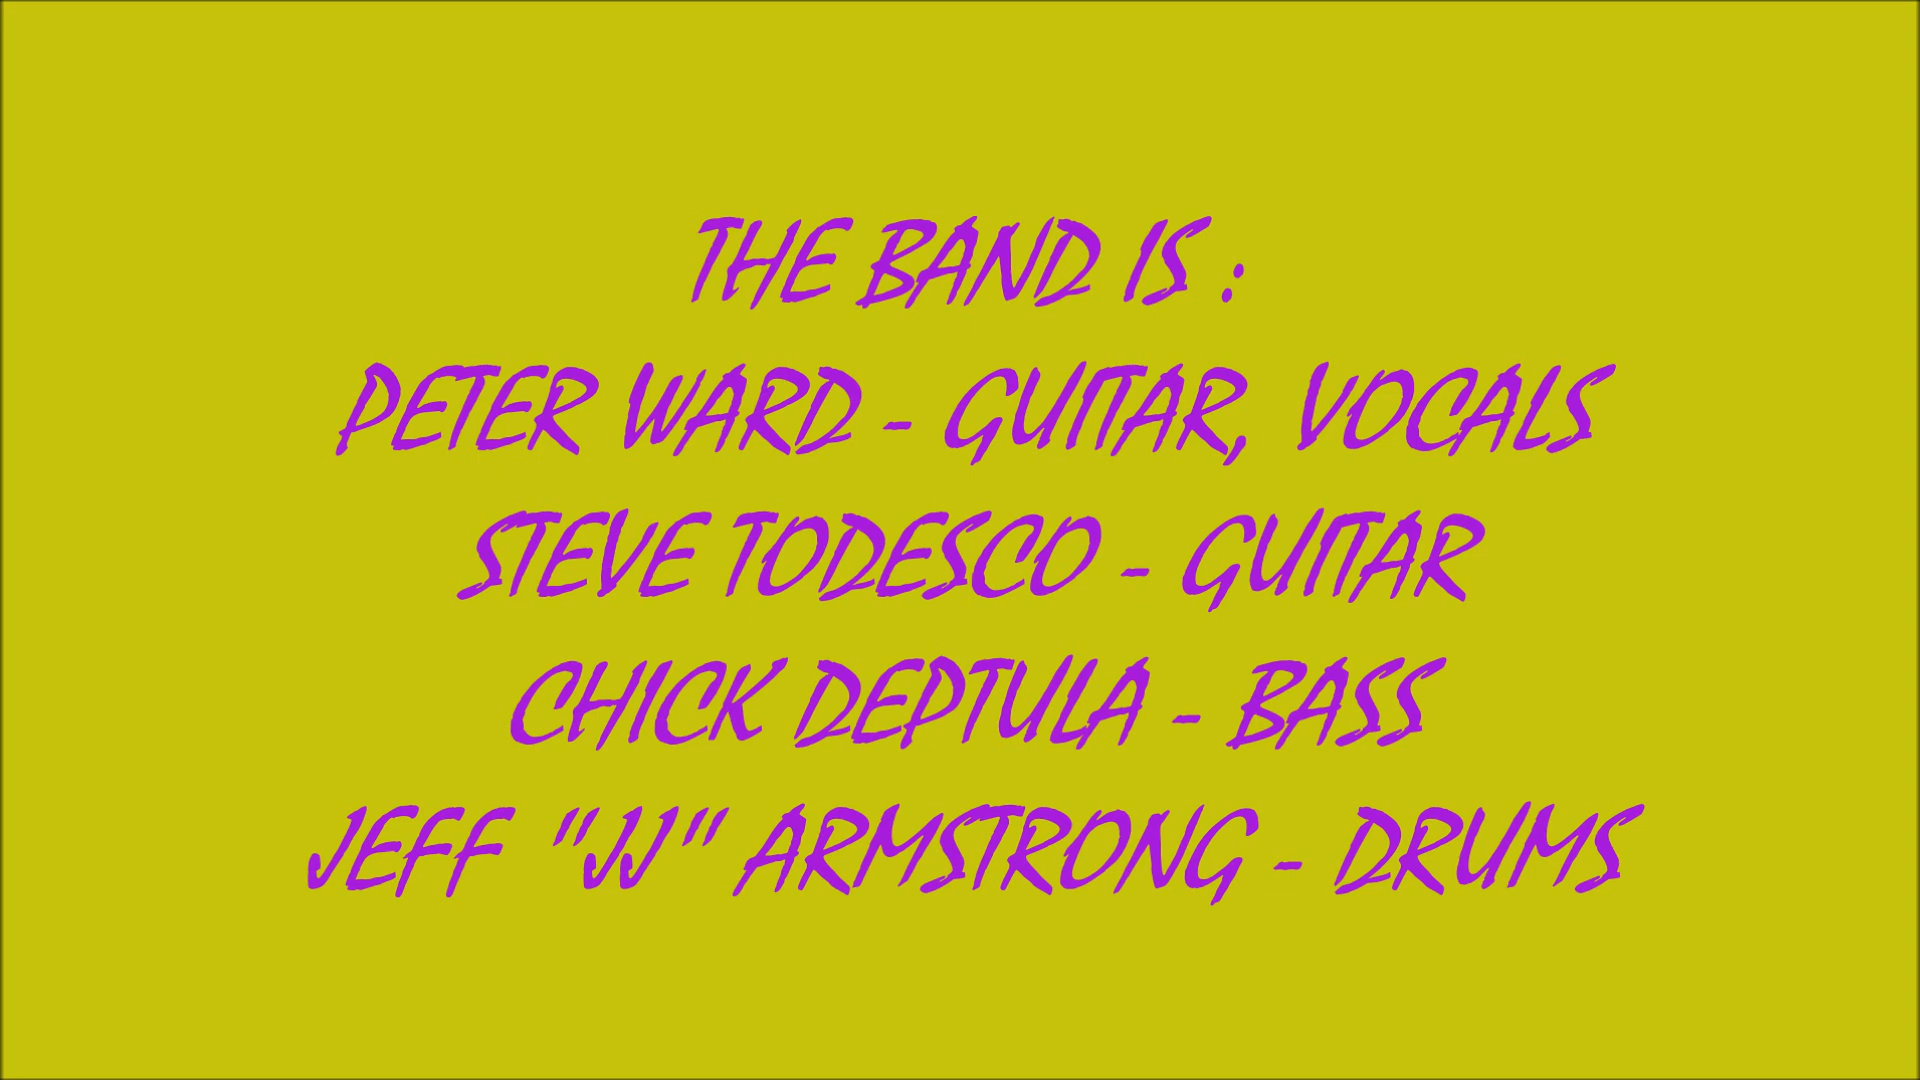 THE BAND IS :
PETER WARD - GUITAR, VOCALS
STEVE TODESCO - GUITAR
CHICK DEPTULA - BASS
JEFF "JJ" ARMSTRONG - DRUMS